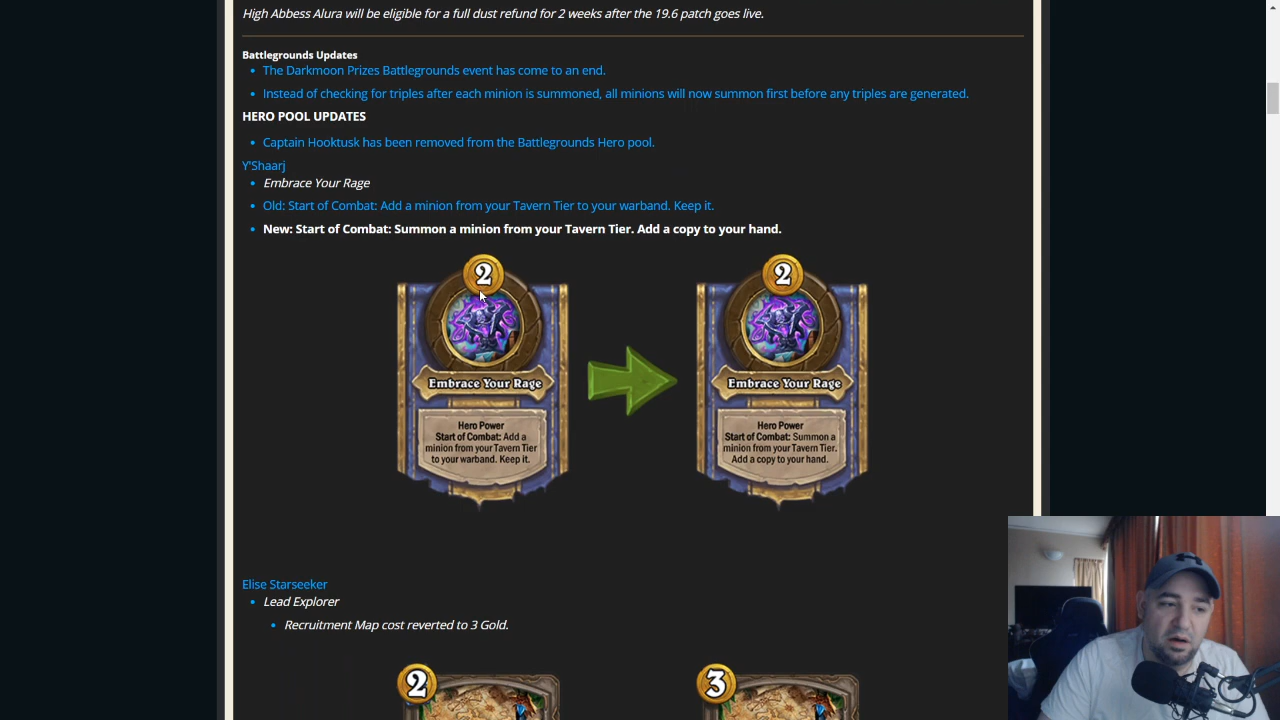 High Abbess Alura will be eligible for a full dust refund for 2 weeks after the 19.6 patch goes live.
Battlegrounds Updates
The Darkmoon Prizes Battlegrounds event has come to an end.
Instead of checking for triples after each minion is summoned, all minions will now summon first before any triples are generated.
HERO POOL UPDATES
Captain Hooktusk has been removed from the Battlegrounds Hero pool.
Y'Shaarj
Embrace Your Rage
Old: Start of Combat: Add a minion from your Tavern Tier to your warband. Keep it.
New: Start of Combat: Summon a minion from your Tavern Tier. Add a copy to your hand.
2
Embrace Your Rage
Hero Power
Start of Combat: Add a
minion from your Tavern Tier
to your warband. Keep it.
2
Embrace Your Rage
Hero Power
Start of Combat: Summon a
minion from your Tavern Tier.
Add a copy to your hand.
Elise Starseeker
Lead Explorer
Recruitment Map cost reverted to 3 Gold.
2
3